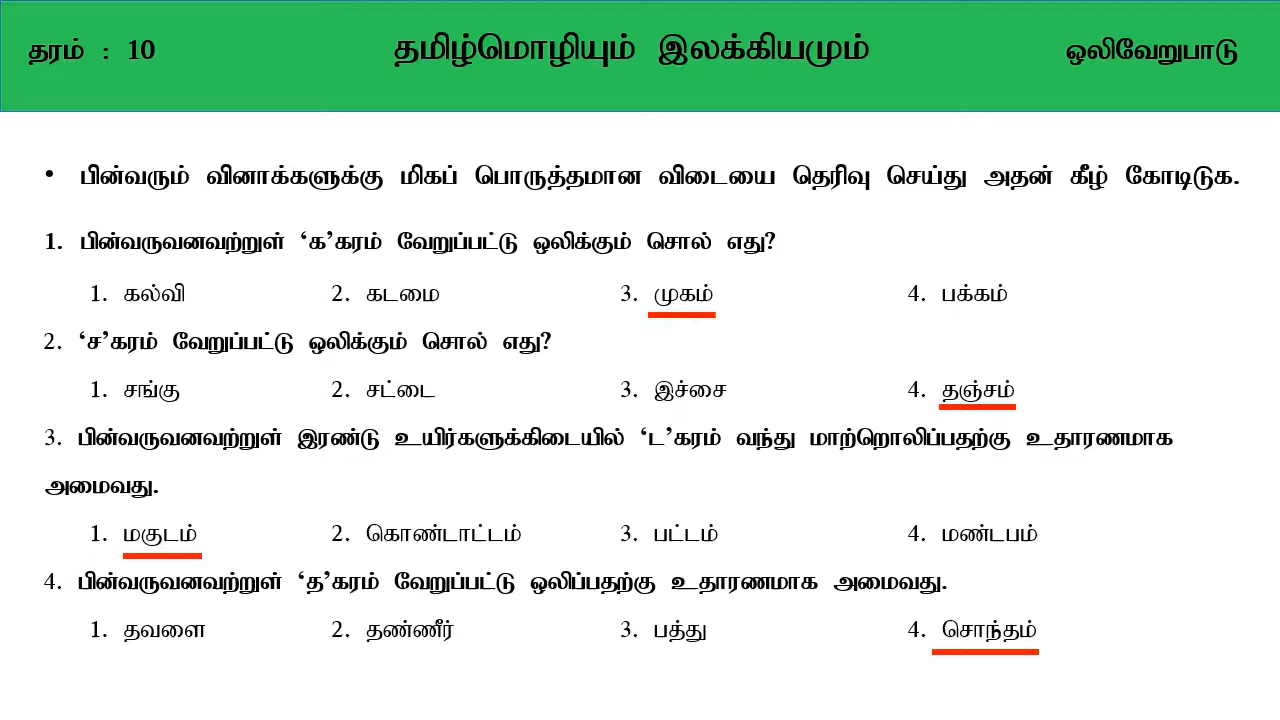 தரம் : 10 தமிழ்மொழியும் இலக்கியமும் ஒலிவேறுபாடு
• பின்வரும் வினாக்களுக்கு மிகப் பொருத்தமான விடையை தெரிவு செய்து அதன் கீழ் கோடிடுக.
1. பின்வருவனவற்றுள் ‘க’கரம் வேறுப்பட்டு ஒலிக்கும் சொல் எது?
1. கல்வி 2. கடமை 3. முகம் 4. பக்கம்
2. ‘ச’கரம் வேறுப்பட்டு ஒலிக்கும் சொல் எது?
1. சங்கு 2. சட்டை 3. இச்சை 4. தஞ்சம்
3. பின்வருவனவற்றுள் இரண்டு உயிர்களுக்கிடையில் ‘ட’கரம் வந்து மாற்றொலிப்பதற்கு உதாரணமாக
அமைவது.
1. மகுடம் 2. கொண்டாட்டம் 3. பட்டம் 4. மண்டபம்
4. பின்வருவனவற்றுள் ‘த’கரம் வேறுப்பட்டு ஒலிப்பதற்கு உதாரணமாக அமைவது.
1. தவளை 2. தண்ணீர் 3. பத்து 4. சொந்தம்